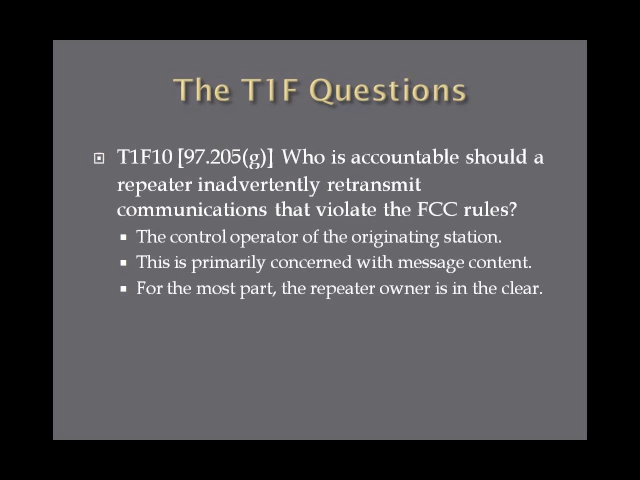 The T1F Questions
T1F10 [97.205(g)] Who is accountable should a
repeater inadvertently retransmit
communications that violate the FCC rules?
The control operator of the originating station.
This is primarily concerned with message content.
For the most part, the repeater owner is in the clear.